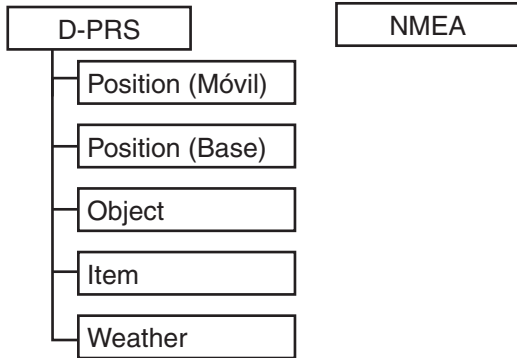 D-PRS
NMEA
Position (Móvil)
Position (Base)
Object
Item
Weather